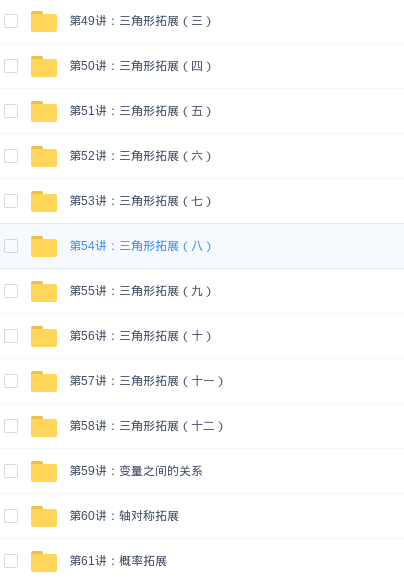 第49讲：三角形拓展（三）
第50讲：三角形拓展（四）
第51讲：三角形拓展（五）
第52讲：三角形拓展（六）
第53讲：三角形拓展（七）
第54讲：三角形拓展（八）
第55讲：三角形拓展（九）
第56讲：三角形拓展（十）
第57讲：三角形拓展（十一）
第58讲：三角形拓展（十二）
第59讲：变量之间的关系
第60讲：轴对称拓展
第61讲：概率拓展